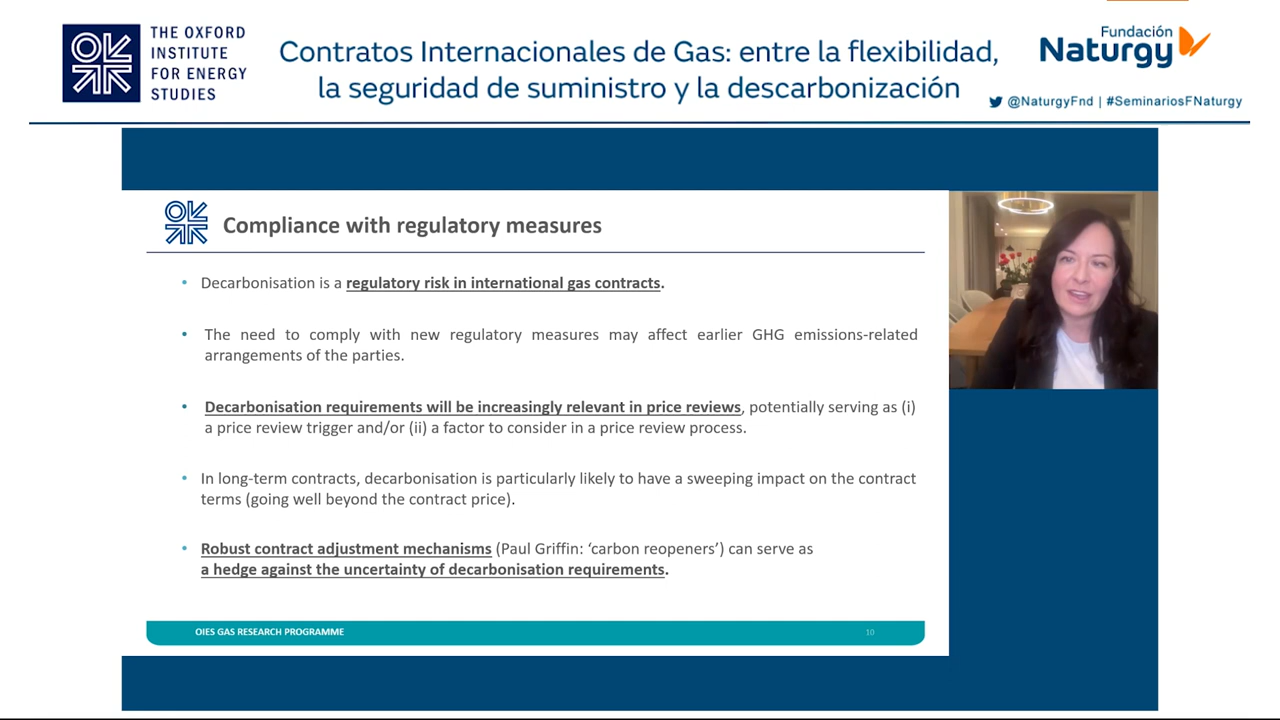 THE OXFORD
INSTITUTE
FOR ENERGY
STUDIES
Contratos Internacionales de Gas: entre la flexibilidad,
la seguridad de suministro y la descarbonización
Fundación
Naturgy
@NaturgyFnd | #SeminariosFNaturgy
Compliance with regulatory measures
• Decarbonisation is a regulatory risk in international gas contracts.
• The need to comply with new regulatory measures may affect earlier GHG emissions-related
arrangements of the parties.
• Decarbonisation requirements will be increasingly relevant in price reviews, potentially serving as (i)
a price review trigger and/or (ii) a factor to consider in a price review process.
• In long-term contracts, decarbonisation is particularly likely to have a sweeping impact on the contract
terms (going well beyond the contract price).
• Robust contract adjustment mechanisms (Paul Griffin: ‘carbon reopeners’) can serve as
a hedge against the uncertainty of decarbonisation requirements.
OIES GAS RESEARCH PROGRAMME
10